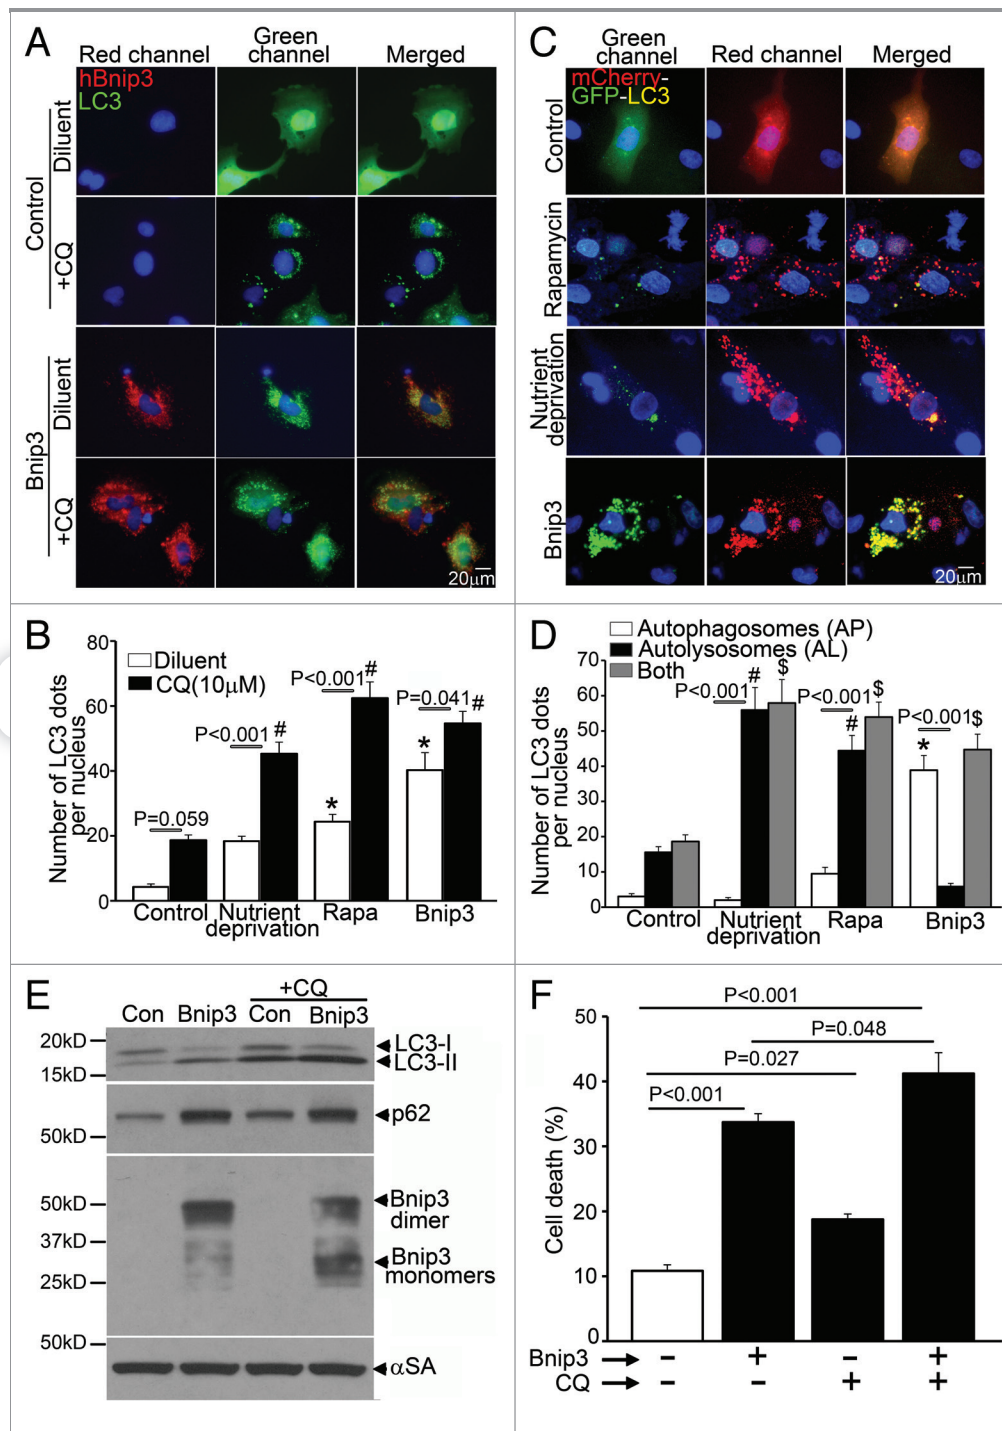 A
Red channel
Green channel
Merged
hBnip3
LC3
Control
Diluent
+CQ
Bnip3
Diluent
+CQ
20µm
C
Green channel
Red channel
Merged
mCherry-
GFP-LC3
Control
Rapamycin
Nutrient deprivation
Bnip3
20µm
B
Number of LC3 dots per nucleus
80
60
40
20
0
Diluent
CQ(10µM)
P=0.059
P<0.001
#
P<0.001
*
#
P=0.041
*
#
Control
Nutrient deprivation
Rapa
Bnip3
D
Autophagosomes (AP)
Autolysosomes (AL)
Both
Number of LC3 dots per nucleus
70
60
50
40
30
20
10
0
P<0.001
#
$
P<0.001
#
$
P<0.001
*
$
Control
Nutrient deprivation
Rapa
Bnip3
E
+CQ
Con
Bnip3
Con
Bnip3
20kD
15kD
LC3-I
LC3-II
50kD
p62
50kD
37kD
25kD
Bnip3 dimer
Bnip3 monomers
50kD
αSA
F
P<0.001
P=0.048
P=0.027
P<0.001
Cell death (%)
50
40
30
20
10
0
Bnip3 - + - +
CQ - - + +